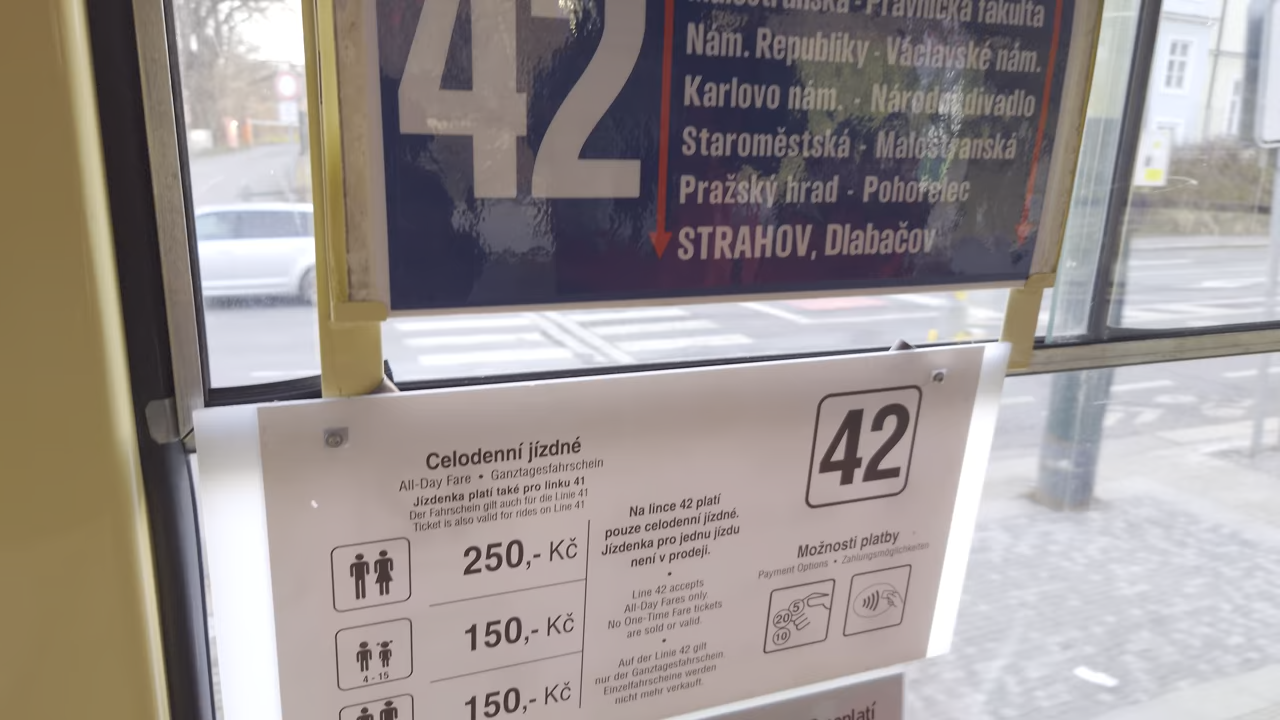 42
Malostranská - Právnická fakulta
Nám. Republiky - Václavské nám.
Karlovo nám. - Národní divadlo
Staroměstská - Malostranská
Pražský hrad - Pohořelec
STRAHOV, Dlabačov
42
Celodenní jízdné
All-Day Fare • Ganztagesfahrschein
Jízdenka platí také pro linku 41
Der Fahrschein gilt auch für die Linie 41
Ticket is also valid for rides on Line 41
250,- Kč
150,- Kč
4 - 15
150,- Kč
Na lince 42 platí
pouze celodenní jízdné.
Jízdenka pro jednu jízdu
není v prodeji.
•
Line 42 accepts
All-Day Fares only.
No One-Time Fare tickets
are sold or valid.
•
Auf der Linie 42 gilt
nur der Ganztagesfahrschein.
Einzelfahrscheine werden
nicht mehr verkauft.
Možnosti platby
Payment Options • Zahlungsmöglichkeiten
5
20
10